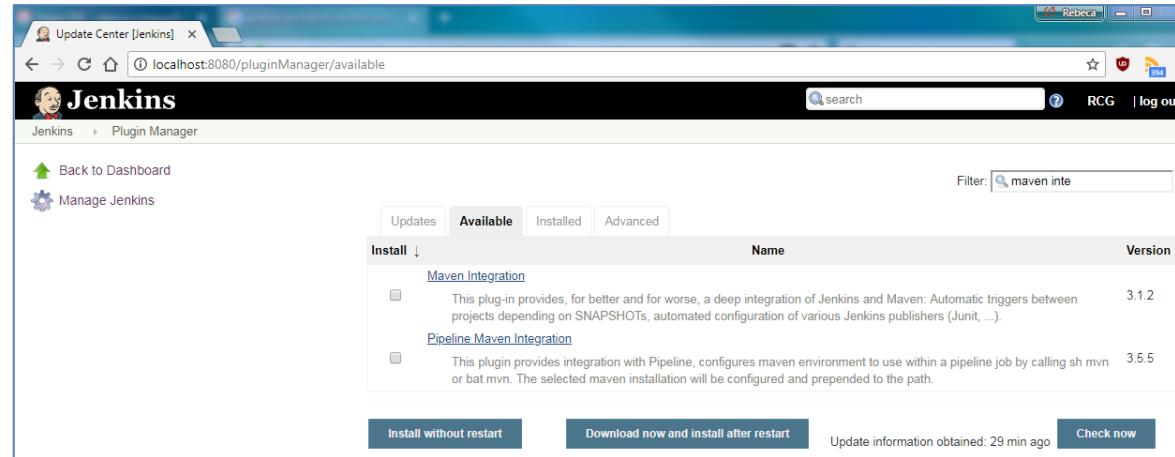 Rebeca
Update Center [Jenkins]
localhost:8080/pluginManager/available
394
Jenkins
search
RCG | log ou
Jenkins Plugin Manager
Back to Dashboard
Manage Jenkins
Filter: maven inte
Updates Available Installed Advanced
Install ↓ Name Version
Maven Integration
This plug-in provides, for better and for worse, a deep integration of Jenkins and Maven: Automatic triggers between 3.1.2
projects depending on SNAPSHOTs, automated configuration of various Jenkins publishers (Junit, ...).
Pipeline Maven Integration
This plugin provides integration with Pipeline, configures maven environment to use within a pipeline job by calling sh mvn 3.5.5
or bat mvn. The selected maven installation will be configured and prepended to the path.
Install without restart Download now and install after restart Update information obtained: 29 min ago Check now